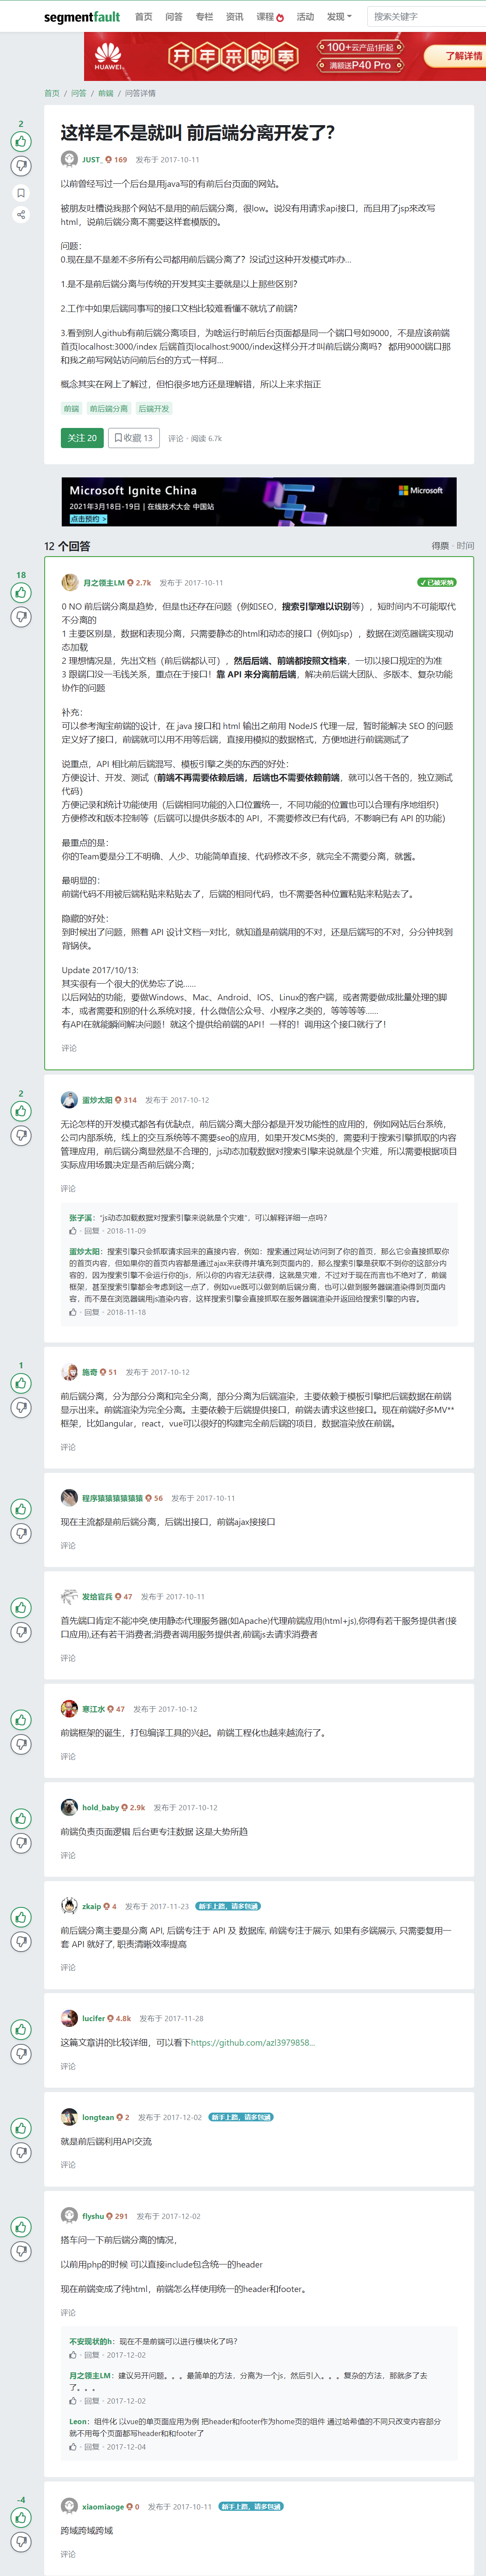 segmentfault 首页 问答 专栏 资讯 课程 活动 发现 搜索关键字
HUAWEI 开年采购季 100+云产品1折起 满额送P40 Pro 了解详情
首页 / 问答 / 前端 / 问答详情
2
这样是不是就叫 前后端分离开发了？
JUST_ 169 发布于 2017-10-11
以前曾经写过一个后台是用java写的有前后台页面的网站。
被朋友吐槽说我那个网站不是用的前后端分离，很low。说没有用请求api接口，而且用了jsp来改写
html，说前后端分离不需要这样套模版的。
问题：
0.现在是不是差不多所有公司都用前后端分离了？没试过这种开发模式咋办...
1.是不是前后端分离与传统的开发其实主要就是以上那些区别？
2.工作中如果后端同事写的接口文档比较难看懂不就坑了前端？
3.看到别人github有前后端分离项目，为啥运行时前后台页面都是同一个端口号如9000，不是应该前端
首页localhost:3000/index 后端首页localhost:9000/index这样分开才叫前后端分离吗？ 都用9000端口那
和我之前写网站访问前后台的方式一样阿...
概念其实在网上了解过，但怕很多地方还是理解错，所以上来求指正
前端 前后端分离 后端开发
关注 20 收藏 13 评论 · 阅读 6.7k
Microsoft Ignite China
2021年3月18日-19日 | 在线技术大会 中国站
点击预约 >
Microsoft
12 个回答 得票 · 时间
18
月之领主LM 2.7k 发布于 2017-10-11 已被采纳
0 NO 前后端分离是趋势，但是也还存在问题（例如SEO，搜索引擎难以识别等），短时间内不可能取代
不分离的
1 主要区别是，数据和表现分离，只需要静态的html和动态的接口（例如jsp），数据在浏览器端实现动
态加载
2 理想情况是，先出文档（前后端都认可），然后后端、前端都按照文档来，一切以接口规定的为准
3 跟端口没一毛钱关系，重点在于接口！靠 API 来分离前后端，解决前后端大团队、多版本、复杂功能
协作的问题
补充：
可以参考淘宝前端的设计，在 java 接口和 html 输出之前用 NodeJS 代理一层，暂时能解决 SEO 的问题
定义好了接口，前端就可以用不用等后端，直接用模拟的数据格式，方便地进行前端测试了
说重点，API 相比前后端混写、模板引擎之类的东西的好处：
方便设计、开发、测试（前端不再需要依赖后端，后端也不需要依赖前端，就可以各干各的，独立测试
代码）
方便记录和统计功能使用（后端相同功能的入口位置统一，不同功能的位置也可以合理有序地组织）
方便修改和版本控制等（后端可以提供多版本的 API，不需要修改已有代码，不影响已有 API 的功能）
最重点的是：
你的Team要是分工不明确、人少、功能简单直接、代码修改不多，就完全不需要分离，就酱。
最明显的：
前端代码不用被后端粘贴来粘贴去了，后端的相同代码，也不需要各种位置粘贴来粘贴去了。
隐藏的好处：
到时候出了问题，照着 API 设计文档一对比，就知道是前端用的不对，还是后端写的不对，分分钟找到
背锅侠。
Update 2017/10/13:
其实很有一个很大的优势忘了说......
以后网站的功能，要做Windows、Mac、Android、IOS、Linux的客户端，或者需要做成批量处理的脚
本，或者需要和别的什么系统对接，什么微信公众号、小程序之类的，等等等等......
有API在就能瞬间解决问题！就这个提供给前端的API！一样的！调用这个接口就行了！
评论
2
蛋炒太阳 314 发布于 2017-10-12
无论怎样的开发模式都各有优缺点，前后端分离大部分都是开发功能性的应用的，例如网站后台系统，
公司内部系统，线上的交互系统等不需要seo的应用，如果开发CMS类的，需要利于搜索引擎抓取的内容
管理应用，前后端分离显然是不合理的，js动态加载数据对搜索引擎来说就是个灾难，所以需要根据项目
实际应用场景决定是否前后端分离；
评论
张子溪：“js动态加载数据对搜索引擎来说就是个灾难”，可以解释详细一点吗？
· 回复 · 2018-11-09
蛋炒太阳：搜索引擎只会抓取请求回来的直接内容，例如：搜索通过网址访问到了你的首页，那么它会直接抓取你
的首页内容，但如果你的首页内容都是通过ajax来获得并填充到页面内的，那么搜索引擎是获取不到你的这部分内
容的，因为搜索引擎不会运行你的js，所以你的内容无法获得，这就是灾难，不过对于现在而言也不绝对了，前端
框架，甚至搜索引擎都会考虑到这一点了，例如vue既可以做到前后端分离，也可以做到服务器端渲染得到页面内
容，而不是在浏览器端用js渲染内容，这样搜索引擎会直接抓取在服务器端渲染并返回给搜索引擎的内容。
· 回复 · 2018-11-18
1
施奇 51 发布于 2017-10-12
前后端分离，分为部分分离和完全分离，部分分离为后端渲染，主要依赖于模板引擎把后端数据在前端
显示出来。前端渲染为完全分离。主要依赖于后端提供接口，前端去请求这些接口。现在前端好多MV**
框架，比如angular，react，vue可以很好的构建完全前后端的项目，数据渲染放在前端。
评论
程序猿猿猿猿猿猿 56 发布于 2017-10-11
现在主流都是前后端分离，后端出接口，前端ajax接接口
评论
发给官兵 47 发布于 2017-10-11
首先端口肯定不能冲突,使用静态代理服务器(如Apache)代理前端应用(html+js),你得有若干服务提供者(接
口应用),还有若干消费者;消费者调用服务提供者,前端js去请求消费者
评论
寒江水 47 发布于 2017-10-12
前端框架的诞生，打包编译工具的兴起。前端工程化也越来越流行了。
评论
hold_baby 2.9k 发布于 2017-10-12
前端负责页面逻辑 后台更专注数据 这是大势所趋
评论
zkaip 4 发布于 2017-11-23 新手上路，请多包涵
前后端分离主要是分离 API, 后端专注于 API 及 数据库, 前端专注于展示, 如果有多端展示, 只需要复用一
套 API 就好了, 职责清晰效率提高
评论
lucifer 4.8k 发布于 2017-11-28
这篇文章讲的比较详细，可以看下https://github.com/azl3979858...
评论
longtean 2 发布于 2017-12-02 新手上路，请多包涵
就是前后端利用API交流
评论
flyshu 291 发布于 2017-12-02
搭车问一下前后端分离的情况，
以前用php的时候 可以直接include包含统一的header
现在前端变成了纯html，前端怎么样使用统一的header和footer。
评论
不安现状的h：现在不是前端可以进行模块化了吗？
· 回复 · 2017-12-02
月之领主LM：建议另开问题。。。最简单的方法，分离为一个js，然后引入。。。复杂的方法，那就多了去
了。。。
· 回复 · 2017-12-02
Leon：组件化 以vue的单页面应用为例 把header和footer作为home页的组件 通过哈希值的不同只改变内容部分
就不用每个页面都写header和和footer了
· 回复 · 2017-12-04
-4
xiaomiaoge 0 发布于 2017-10-11 新手上路，请多包涵
跨域跨域跨域
评论